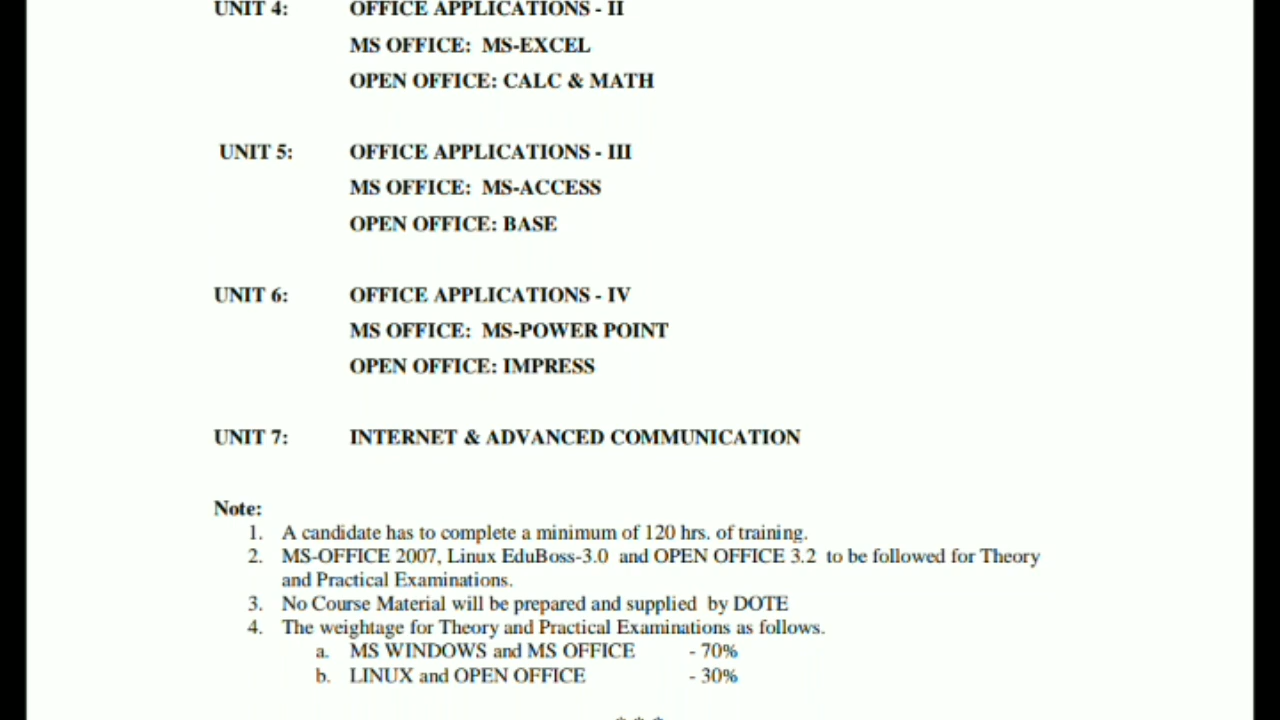 UNIT 4: OFFICE APPLICATIONS - II
MS OFFICE: MS-EXCEL
OPEN OFFICE: CALC & MATH
UNIT 5: OFFICE APPLICATIONS - III
MS OFFICE: MS-ACCESS
OPEN OFFICE: BASE
UNIT 6: OFFICE APPLICATIONS - IV
MS OFFICE: MS-POWER POINT
OPEN OFFICE: IMPRESS
UNIT 7: INTERNET & ADVANCED COMMUNICATION
Note:
1. A candidate has to complete a minimum of 120 hrs. of training.
2. MS-OFFICE 2007, Linux EduBoss-3.0 and OPEN OFFICE 3.2 to be followed for Theory
and Practical Examinations.
3. No Course Material will be prepared and supplied by DOTE
4. The weightage for Theory and Practical Examinations as follows.
a. MS WINDOWS and MS OFFICE - 70%
b. LINUX and OPEN OFFICE - 30%
* * *